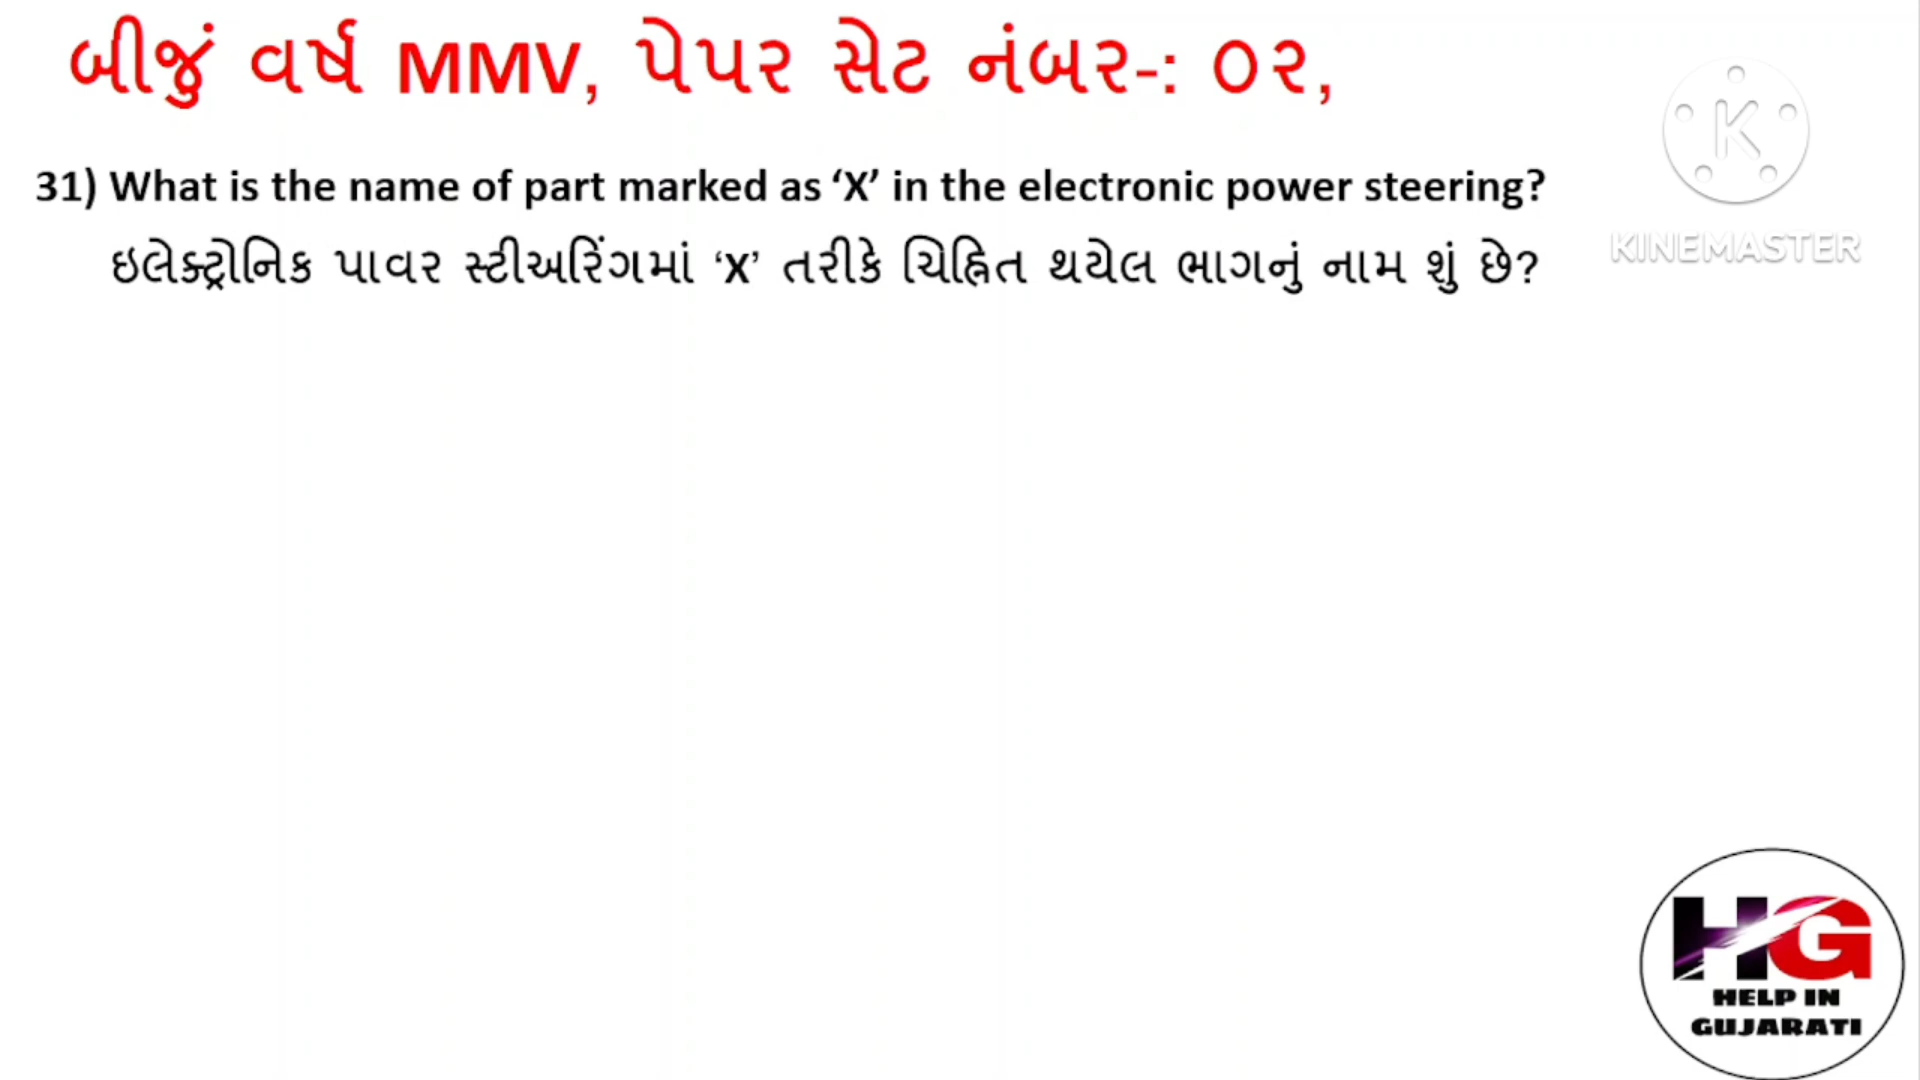 બીજું વર્ષ MMV, પેપર સેટ નંબર-: ૦૨,
31) What is the name of part marked as ‘X’ in the electronic power steering?
ઇલેક્ટ્રોનિક પાવર સ્ટીઅરિંગમાં ‘X’ તરીકે ચિહ્નિત થયેલ ભાગનું નામ શું છે?
K
KINEMASTER
HG
HELP IN
GUJARATI